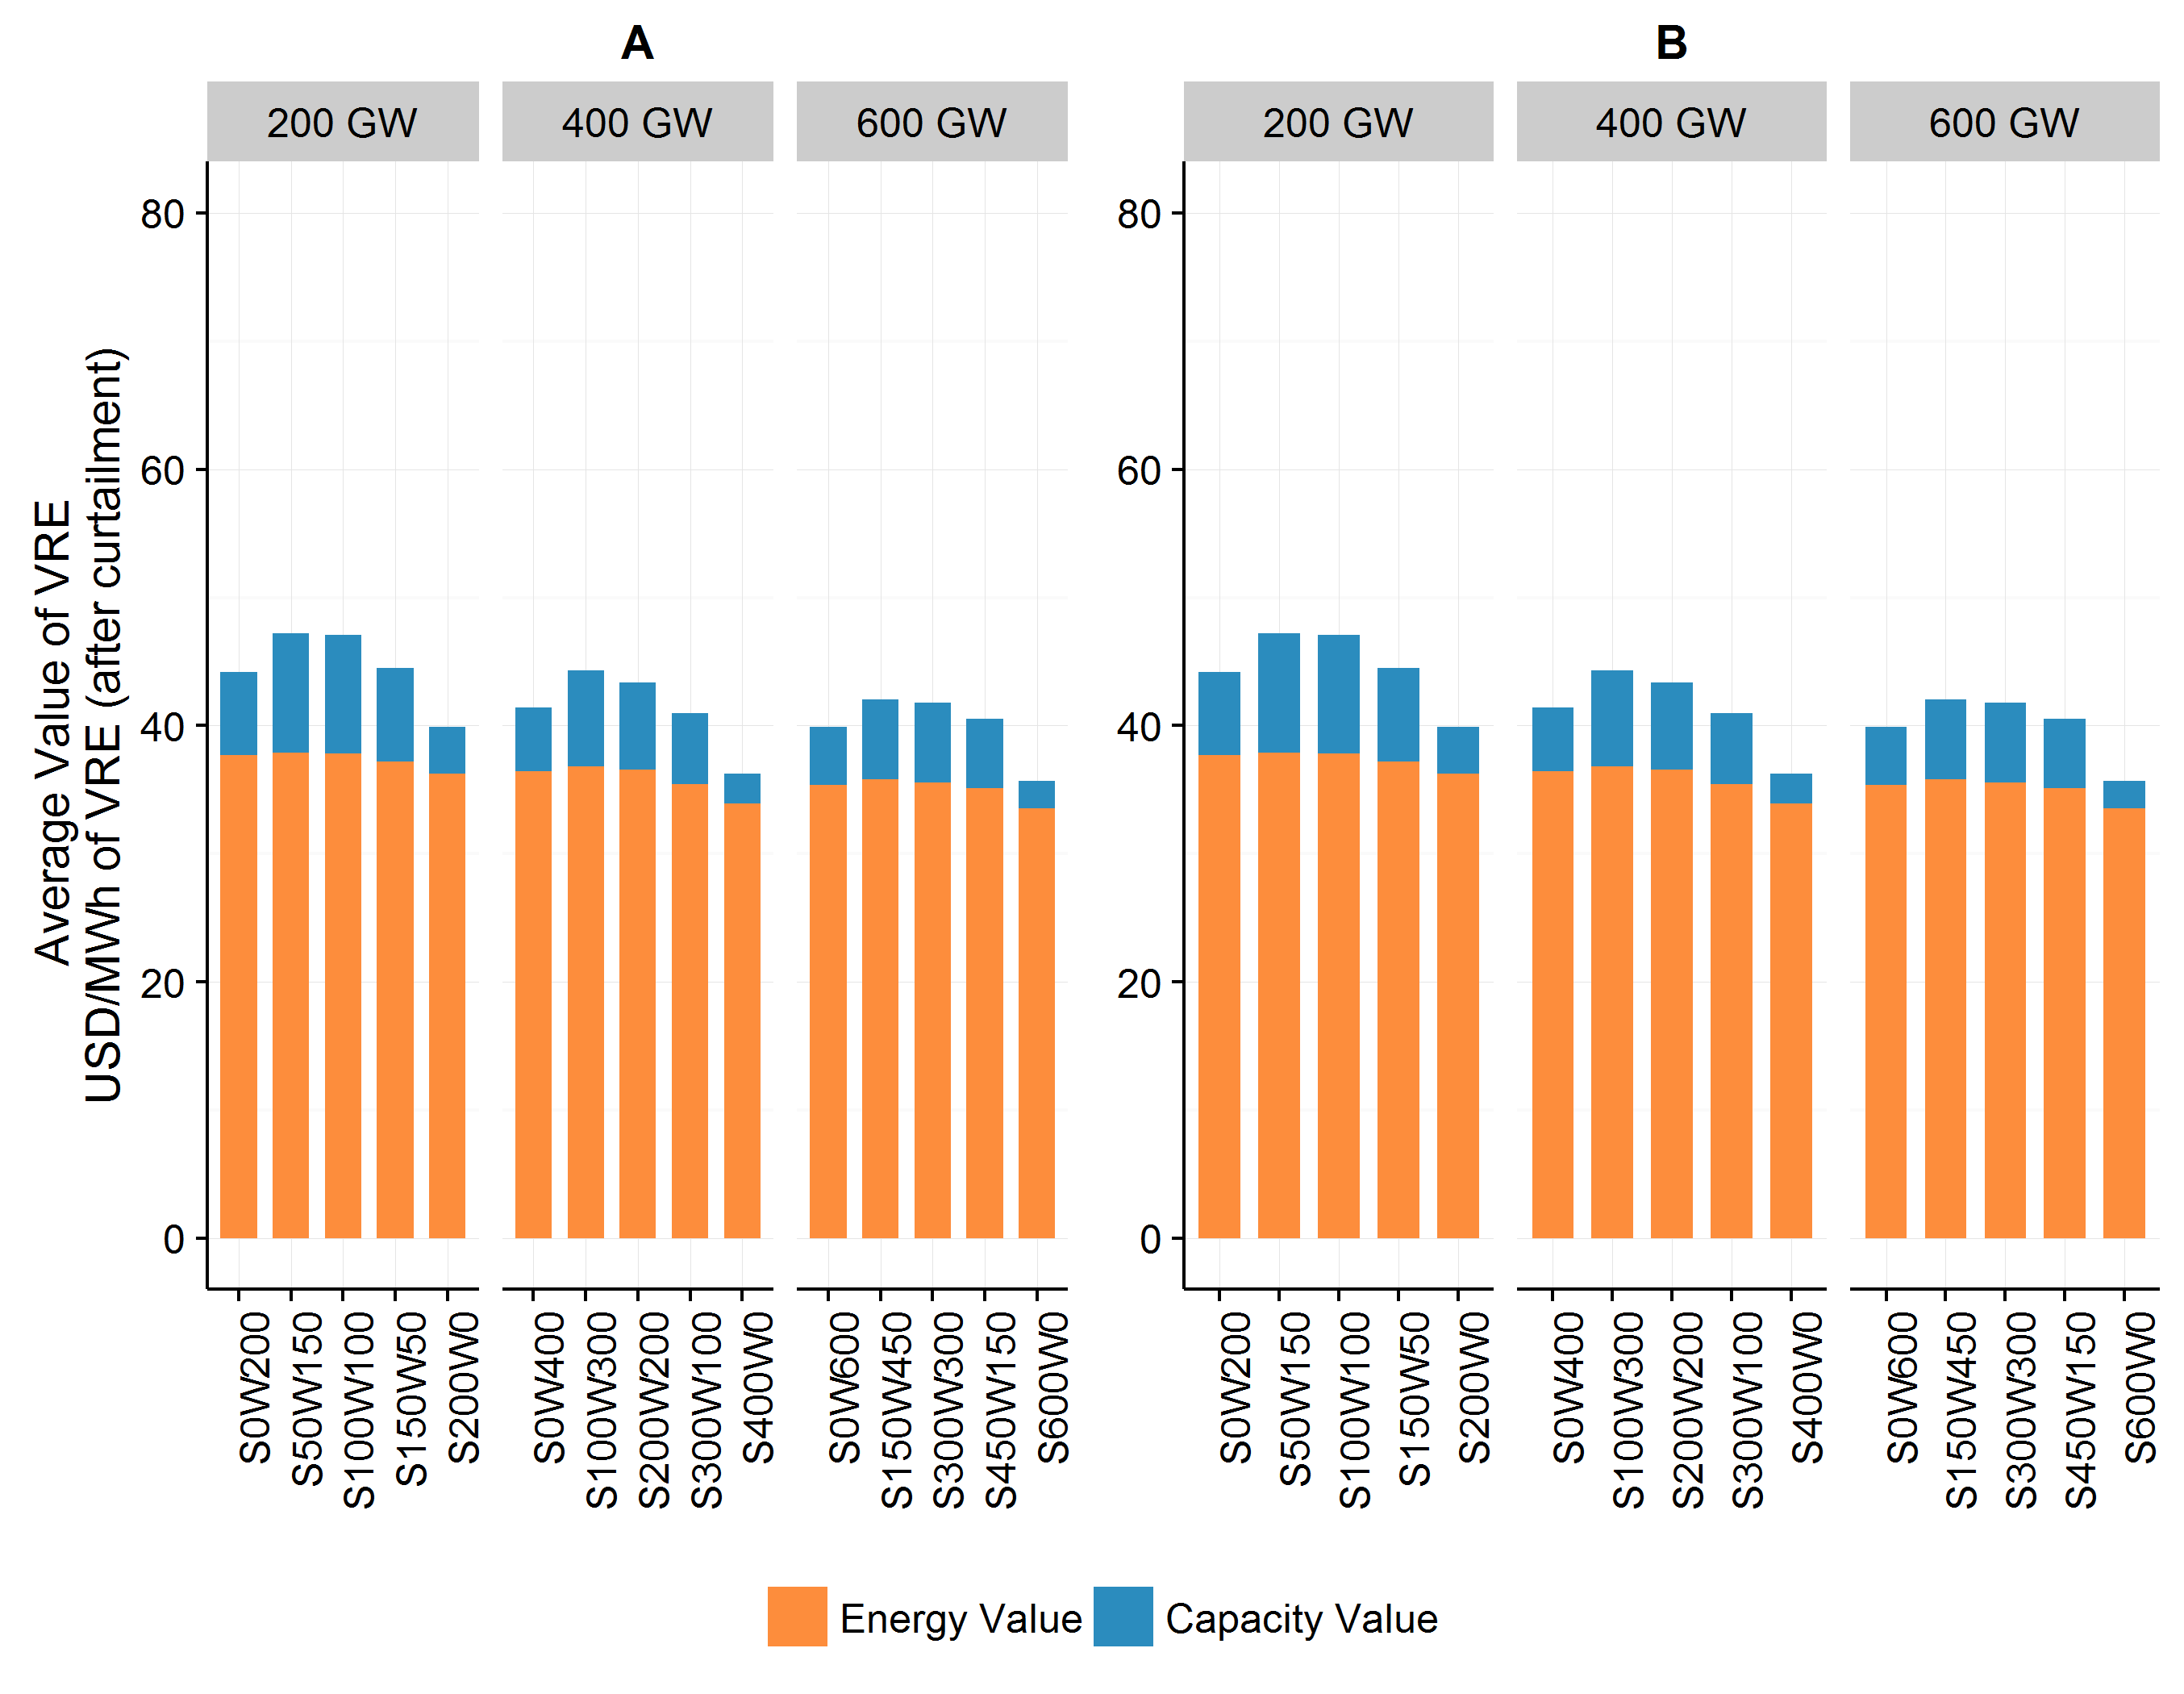 A
B
200 GW
400 GW
600 GW
200 GW
400 GW
600 GW
Average Value of VRE
USD/MWh of VRE (after curtailment)
80
60
40
20
0
80
60
40
20
0
S0W200
S50W150
S100W100
S150W50
S200W0
S0W400
S100W300
S200W200
S300W100
S400W0
S0W600
S150W450
S300W300
S450W150
S600W0
S0W200
S50W150
S100W100
S150W50
S200W0
S0W400
S100W300
S200W200
S300W100
S400W0
S0W600
S150W450
S300W300
S450W150
S600W0
Energy Value
Capacity Value